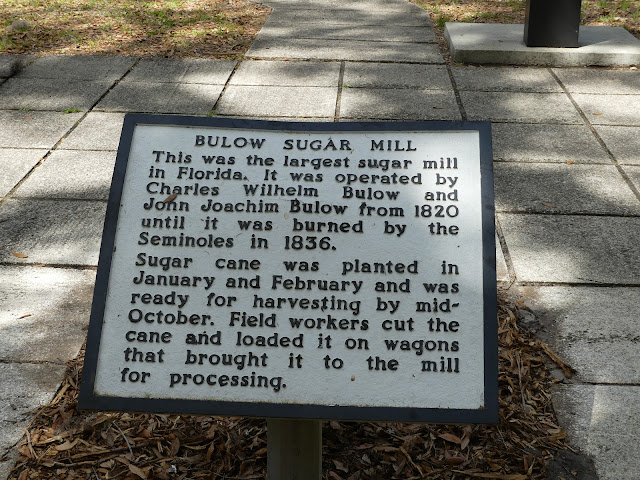 BULOW SUGAR MILL
This was the largest sugar mill
in Florida. It was operated by
Charles Wilhelm Bulow and
John Joachim Bulow from 1820
until it was burned by the
Seminoles in 1836.
Sugar cane was planted in
January and February and was
ready for harvesting by mid-
October. Field workers cut the
cane and loaded it on wagons
that brought it to the mill
for processing.